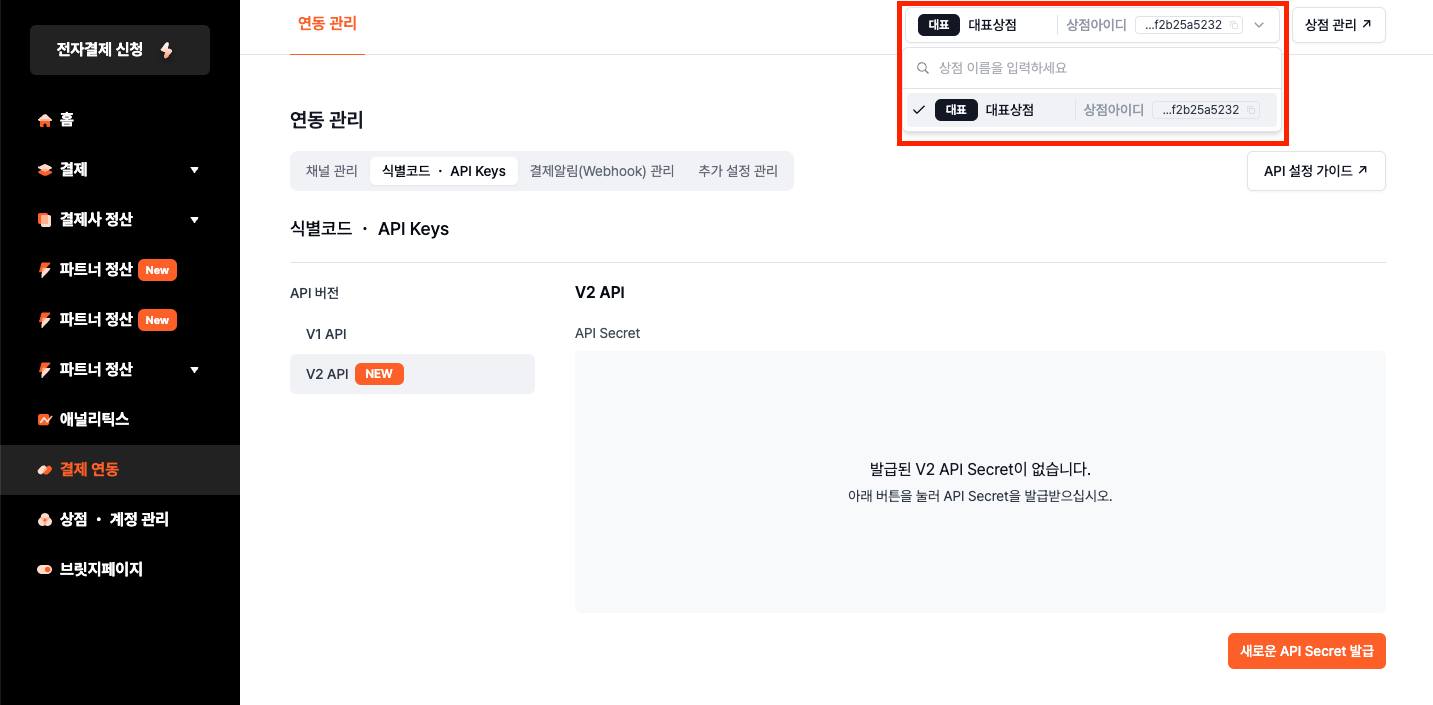 전자결제 신청
홈
결제
결제사 정산
파트너 정산 New
파트너 정산 New
파트너 정산
애널리틱스
결제 연동
상점 · 계정 관리
브릿지페이지
연동 관리
대표 대표상점 상점아이디 ...f2b25a5232
상점 관리
상점 이름을 입력하세요
대표 대표상점 상점아이디 ...f2b25a5232
연동 관리
채널 관리 식별코드 · API Keys 결제알림(Webhook) 관리 추가 설정 관리
API 설정 가이드
식별코드 · API Keys
API 버전
V1 API
V2 API NEW
V2 API
API Secret
발급된 V2 API Secret이 없습니다.
아래 버튼을 눌러 API Secret을 발급받으십시오.
새로운 API Secret 발급